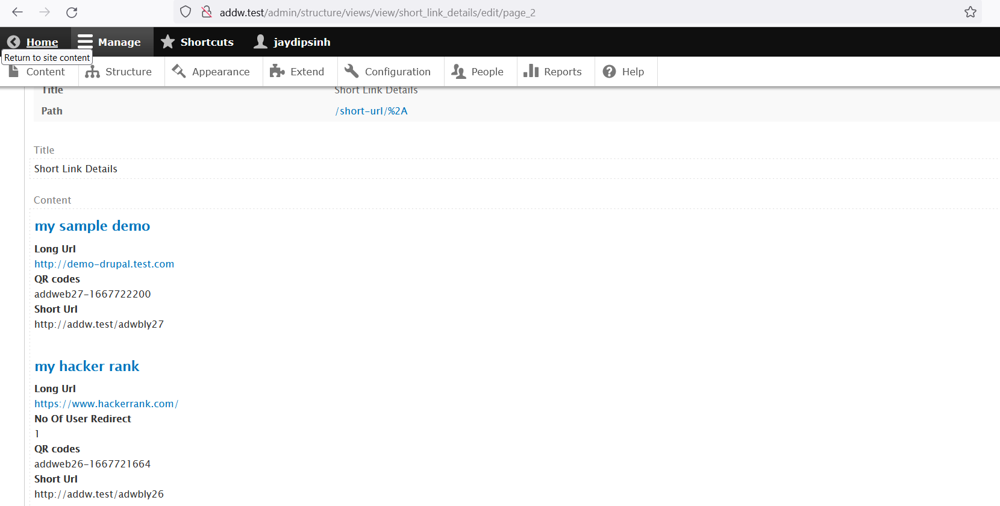 addw.test/admin/structure/views/view/short_link_details/edit/page_2
Home Manage Shortcuts jaydipsinh
Return to site content
Content Structure Appearance Extend Configuration People Reports Help
Title Short Link Details
Path /short-url/%2A
Title
Short Link Details
Content
my sample demo
Long Url
http://demo-drupal.test.com
QR codes
addweb27-1667722200
Short Url
http://addw.test/adwbly27
my hacker rank
Long Url
https://www.hackerrank.com/
No Of User Redirect
1
QR codes
addweb26-1667721664
Short Url
http://addw.test/adwbly26